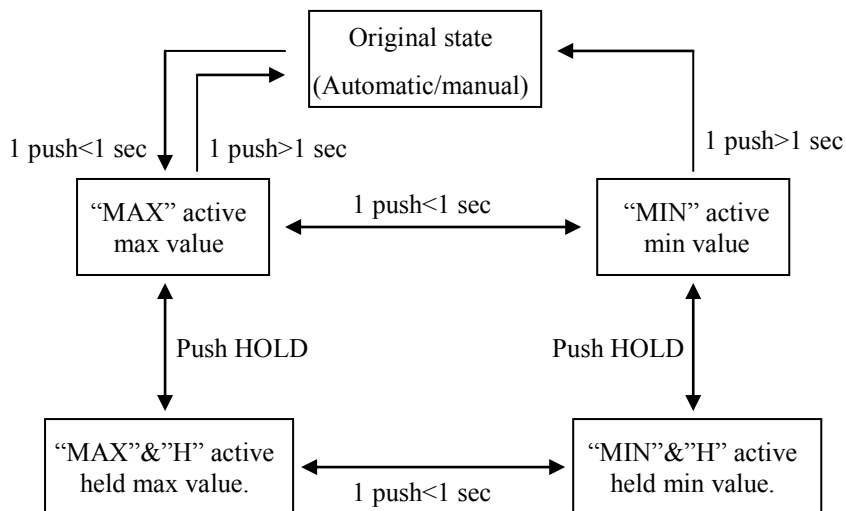 Original state
(Automatic/manual)
1 push<1 sec
1 push>1 sec
1 push>1 sec
“MAX” active
max value
1 push<1 sec
“MIN” active
min value
Push HOLD
Push HOLD
“MAX”&”H” active
held max value.
1 push<1 sec
“MIN”&”H” active
held min value.